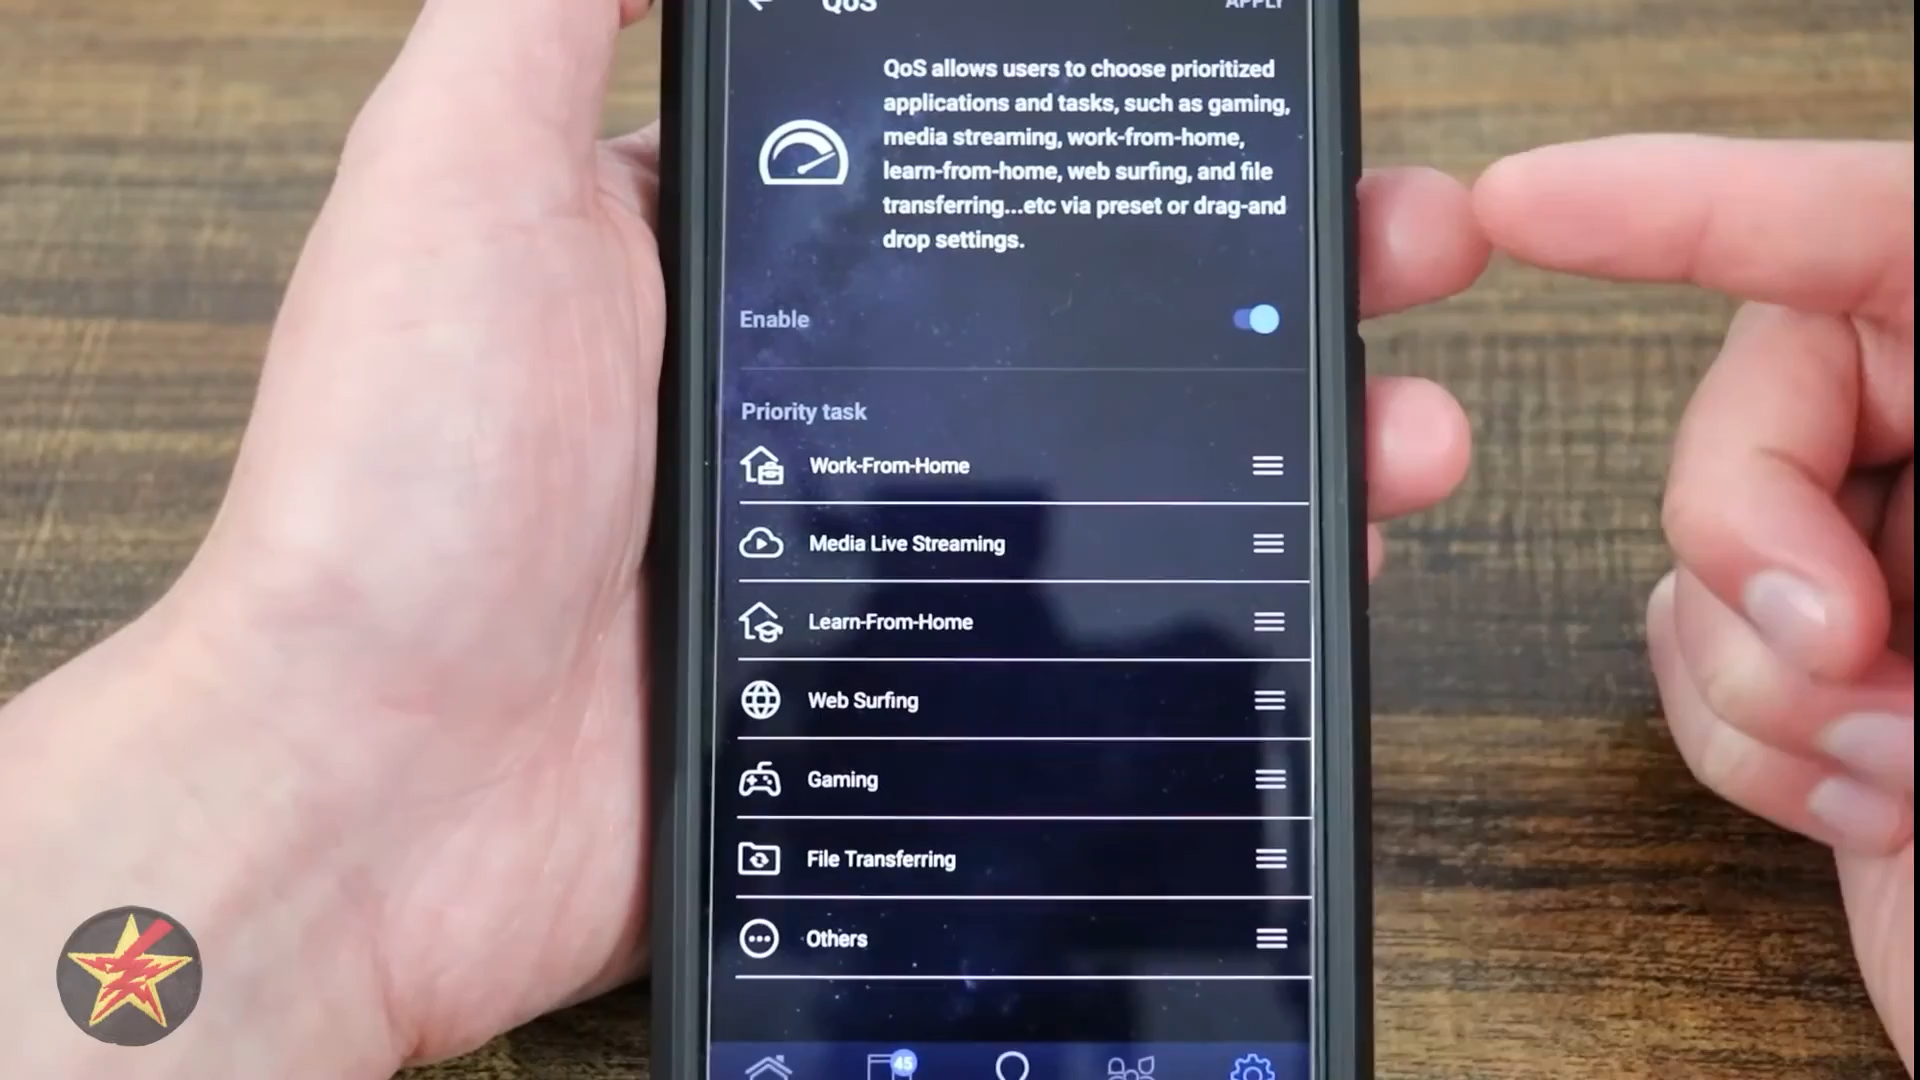 QoS
APPLY
QoS allows users to choose prioritized
applications and tasks, such as gaming,
media streaming, work-from-home,
learn-from-home, web surfing, and file
transferring...etc via preset or drag-and
drop settings.
Enable
Priority task
Work-From-Home
Media Live Streaming
Learn-From-Home
Web Surfing
Gaming
File Transferring
Others
45